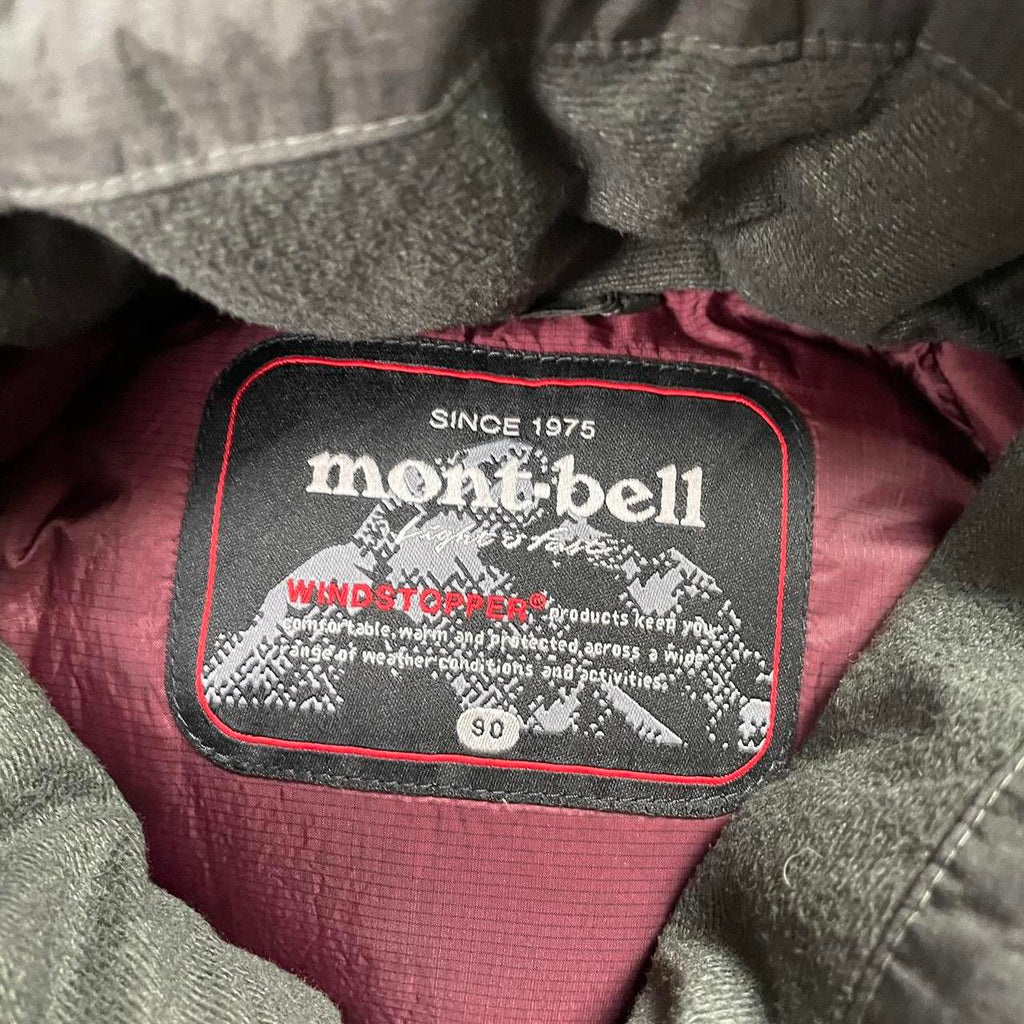 SINCE 1975
mont-bell
Light & Fast
WINDSTOPPER® products keep you
comfortable, warm and protected across a wide
range of weather conditions and activities.
90